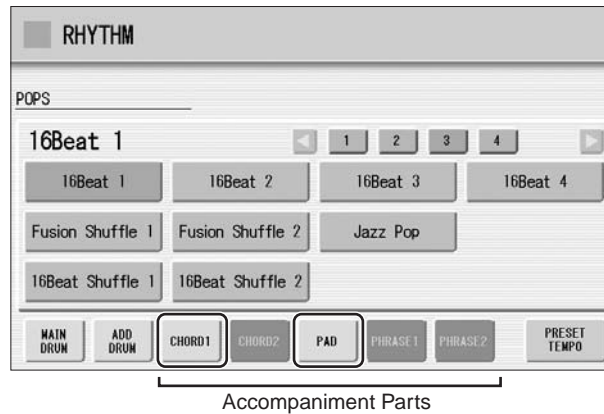 RHYTHM
POPS
16Beat 1 1 2 3 4
16Beat 1 16Beat 2 16Beat 3 16Beat 4
Fusion Shuffle 1 Fusion Shuffle 2 Jazz Pop
16Beat Shuffle 1 16Beat Shuffle 2
MAIN DRUM ADD DRUM CHORD1 CHORD2 PAD PHRASE1 PHRASE2 PRESET TEMPO
Accompaniment Parts